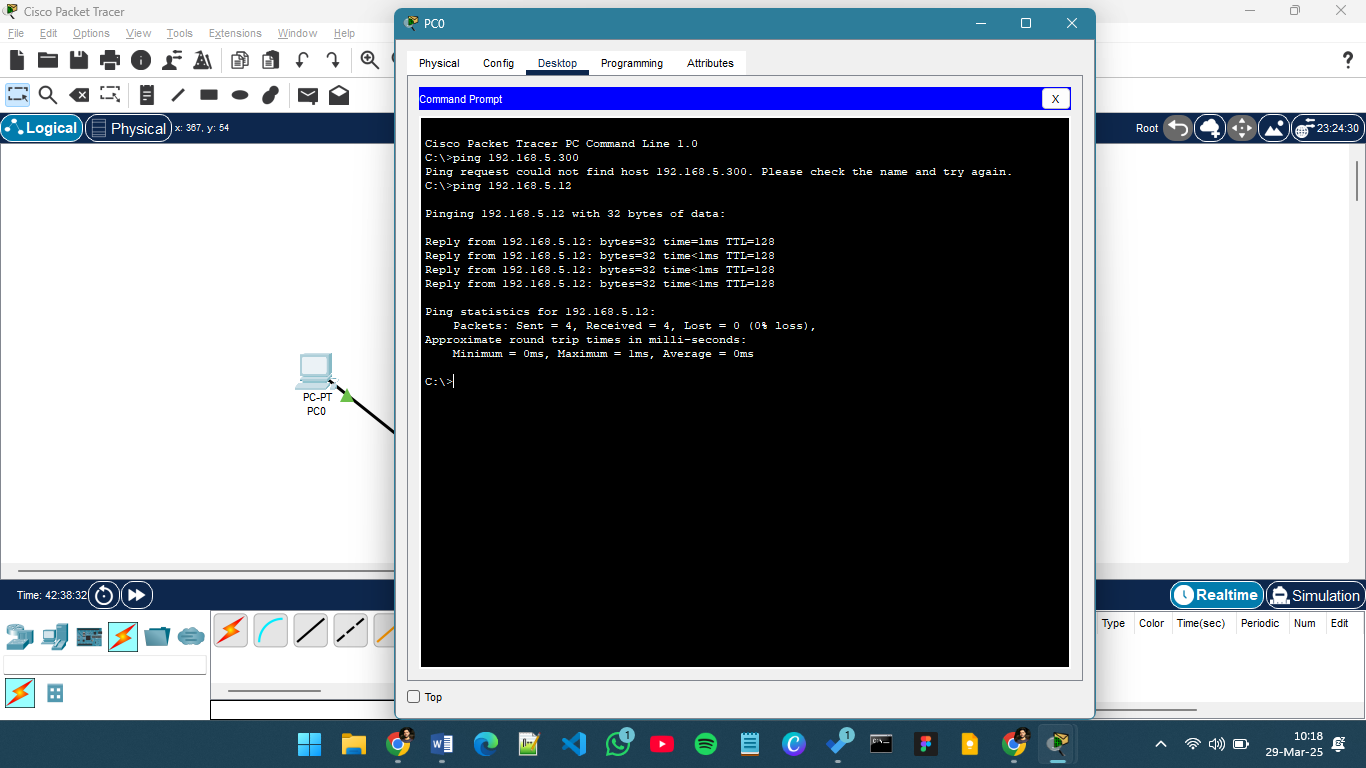 Cisco Packet Tracer
File Edit Options View Tools Extensions Window Help
Logical Physical x: 367, y: 54
Root 23:24:30
PC-PT
PC0
PC0
Physical Config Desktop Programming Attributes
Command Prompt X
Cisco Packet Tracer PC Command Line 1.0
C:\>ping 192.168.5.300
Ping request could not find host 192.168.5.300. Please check the name and try again.
C:\>ping 192.168.5.12
Pinging 192.168.5.12 with 32 bytes of data:
Reply from 192.168.5.12: bytes=32 time=1ms TTL=128
Reply from 192.168.5.12: bytes=32 time<1ms TTL=128
Reply from 192.168.5.12: bytes=32 time<1ms TTL=128
Reply from 192.168.5.12: bytes=32 time<1ms TTL=128
Ping statistics for 192.168.5.12:
Packets: Sent = 4, Received = 4, Lost = 0 (0% loss),
Approximate round trip times in milli-seconds:
Minimum = 0ms, Maximum = 1ms, Average = 0ms
C:\>
Top
Time: 42:38:32
Realtime Simulation
Type Color Time(sec) Periodic Num Edit
1
1
10:18
29-Mar-25